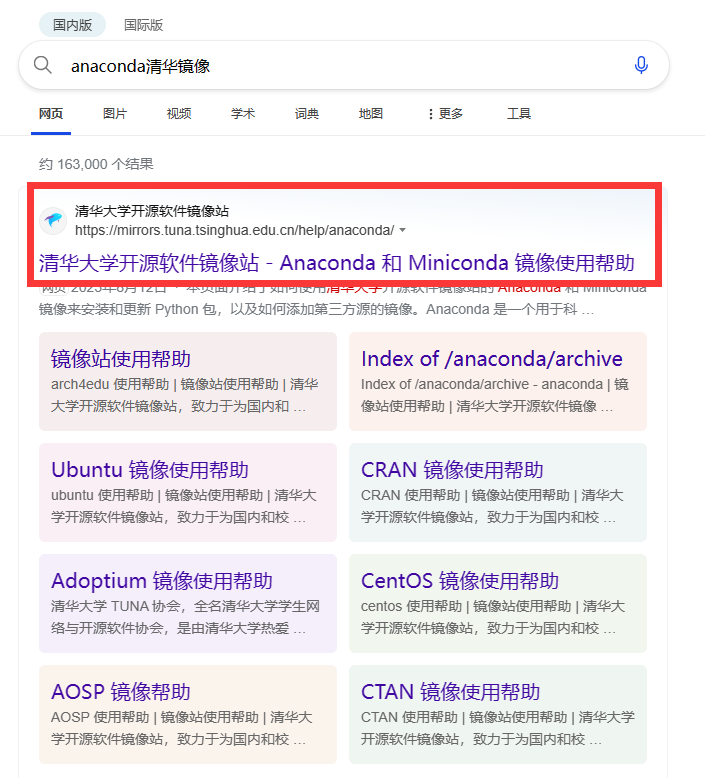 国内版 国际版
anaconda清华镜像
网页 图片 视频 学术 词典 地图 更多 工具
约 163,000 个结果
清华大学开源软件镜像站
https://mirrors.tuna.tsinghua.edu.cn/help/anaconda/
清华大学开源软件镜像站 - Anaconda 和 Miniconda 镜像使用帮助
网页 2023年8月12日 · 本页面介绍了如何使用清华大学开源软件镜像站的 Anaconda 和 Miniconda
镜像来安装和更新 Python 包，以及如何添加第三方源的镜像。Anaconda 是一个用于科 ...
镜像站使用帮助
arch4edu 使用帮助 | 镜像站使用帮助 | 清华
大学开源软件镜像站，致力于为国内和 ...
Index of /anaconda/archive
Index of /anaconda/archive - anaconda | 镜
像站使用帮助 | 清华大学开源软件镜像 ...
Ubuntu 镜像使用帮助
ubuntu 使用帮助 | 镜像站使用帮助 | 清华大
学开源软件镜像站，致力于为国内和校 ...
CRAN 镜像使用帮助
CRAN 使用帮助 | 镜像站使用帮助 | 清华大
学开源软件镜像站，致力于为国内和校 ...
Adoptium 镜像使用帮助
清华大学 TUNA 协会，全名清华大学学生网
络与开源软件协会，是由清华大学热爱 ...
CentOS 镜像使用帮助
centos 使用帮助 | 镜像站使用帮助 | 清华大
学开源软件镜像站，致力于为国内和校 ...
AOSP 镜像帮助
AOSP 使用帮助 | 镜像站使用帮助 | 清华大
学开源软件镜像站，致力于为国内和校 ...
CTAN 镜像使用帮助
CTAN 使用帮助 | 镜像站使用帮助 | 清华大学
开源软件镜像站，致力于为国内和校 ...